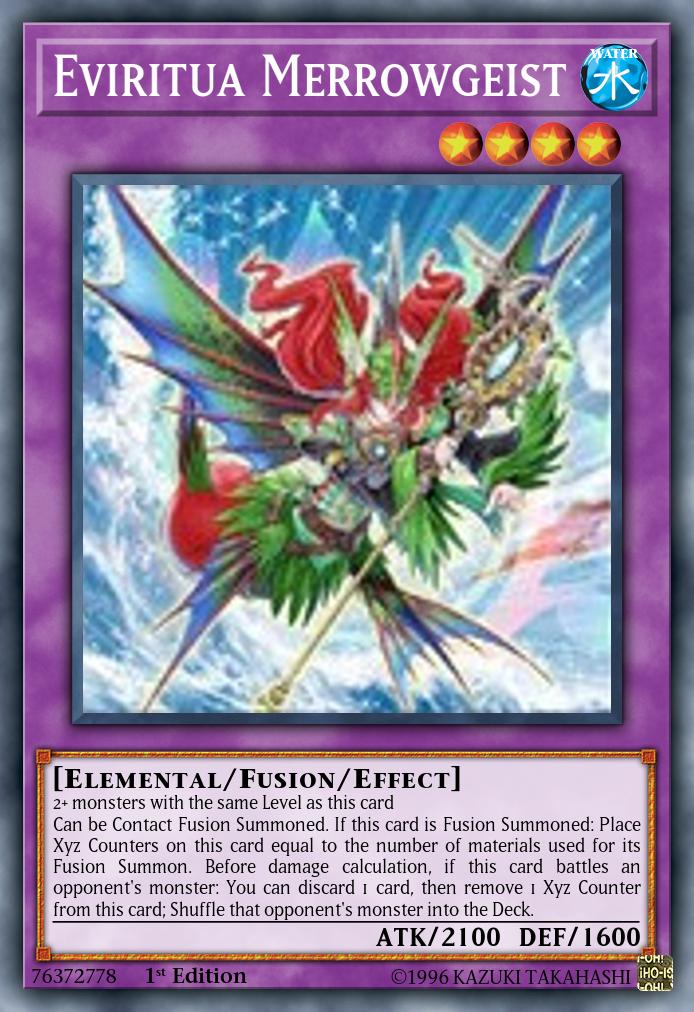 Eviritua Merrowgeist
WATER
水
[Elemental/Fusion/Effect]
2+ monsters with the same Level as this card
Can be Contact Fusion Summoned. If this card is Fusion Summoned: Place
Xyz Counters on this card equal to the number of materials used for its
Fusion Summon. Before damage calculation, if this card battles an
opponent's monster: You can discard 1 card, then remove 1 Xyz Counter
from this card; Shuffle that opponent's monster into the Deck.
ATK/2100 DEF/1600
76372778 1st Edition ©1996 KAZUKI TAKAHASHI